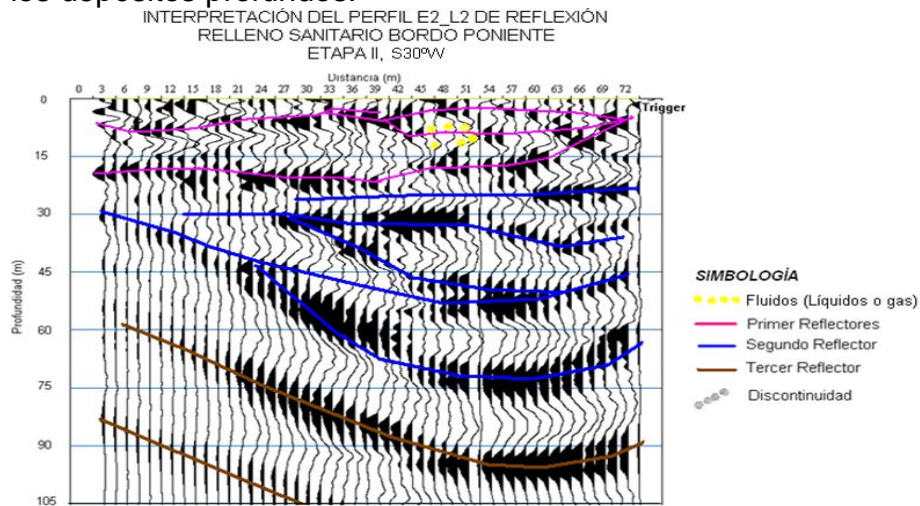 los depósitos profundos.
INTERPRETACIÓN DEL PERFIL E2_L2 DE REFLEXIÓN
RELLENO SANITARIO BORDO PONIENTE
ETAPA II, S30ºW
Distancia (m)
0 3 6 9 12 15 18 21 24 27 30 33 36 39 42 45 48 51 54 57 60 63 66 69 72
Trigger
Profundidad (m)
0
15
30
45
60
75
90
105
SIMBOLOGÍA
Fluidos (Líquidos o gas)
Primer Reflectores
Segundo Reflector
Tercer Reflector
Discontinuidad